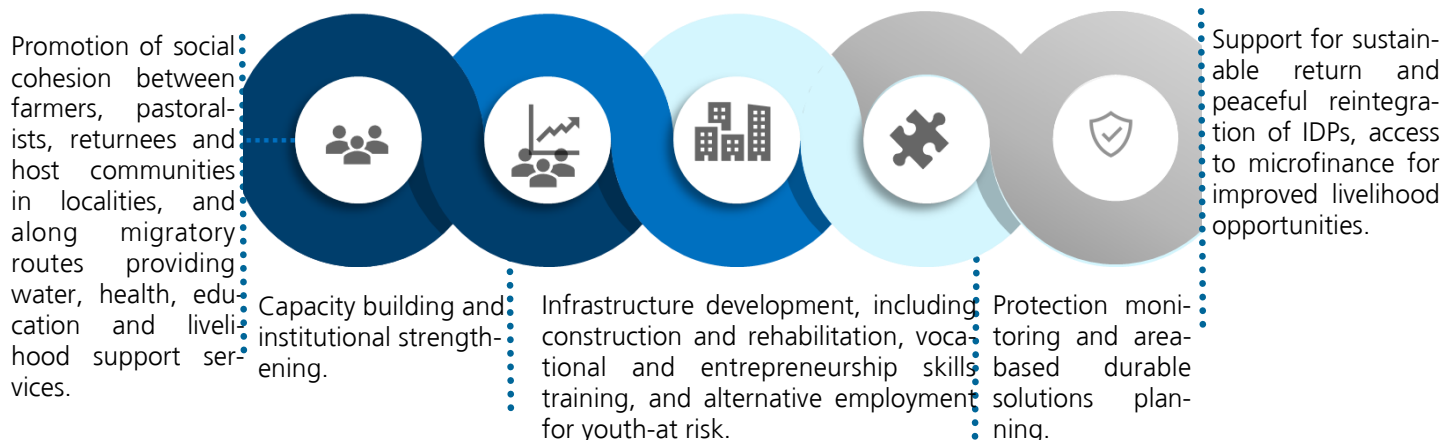 Promotion of social
cohesion between
farmers, pastoral-
ists, returnees and
host communities
in localities, and
along migratory
routes providing
water, health, edu-
cation and liveli-
hood support ser-
vices.
Capacity building and
institutional strength-
ening.
Infrastructure development, including
construction and rehabilitation, voca-
tional and entrepreneurship skills
training, and alternative employment
for youth-at risk.
Protection moni-
toring and area-
based durable
solutions plan-
ning.
Support for sustain-
able return and
peaceful reintegra-
tion of IDPs, access
to microfinance for
improved livelihood
opportunities.